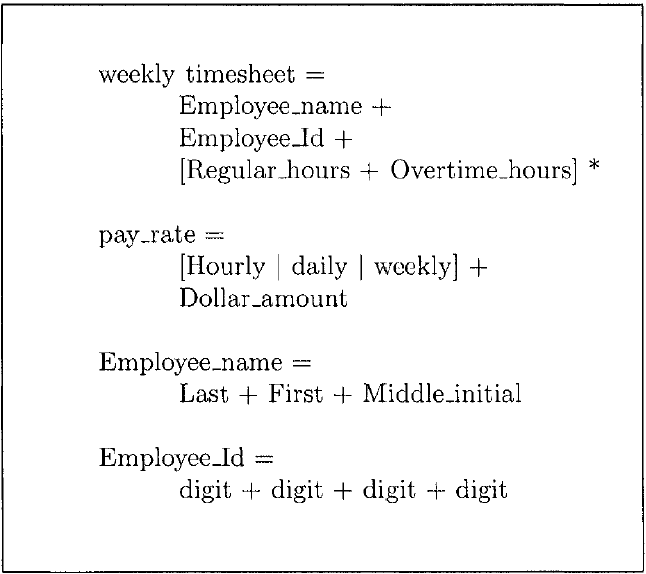 weekly timesheet =
Employee_name +
Employee_Id +
[Regular_hours + Overtime_hours] *
pay_rate =
[Hourly | daily | weekly] +
Dollar_amount
Employee_name =
Last + First + Middle_initial
Employee_Id =
digit + digit + digit + digit